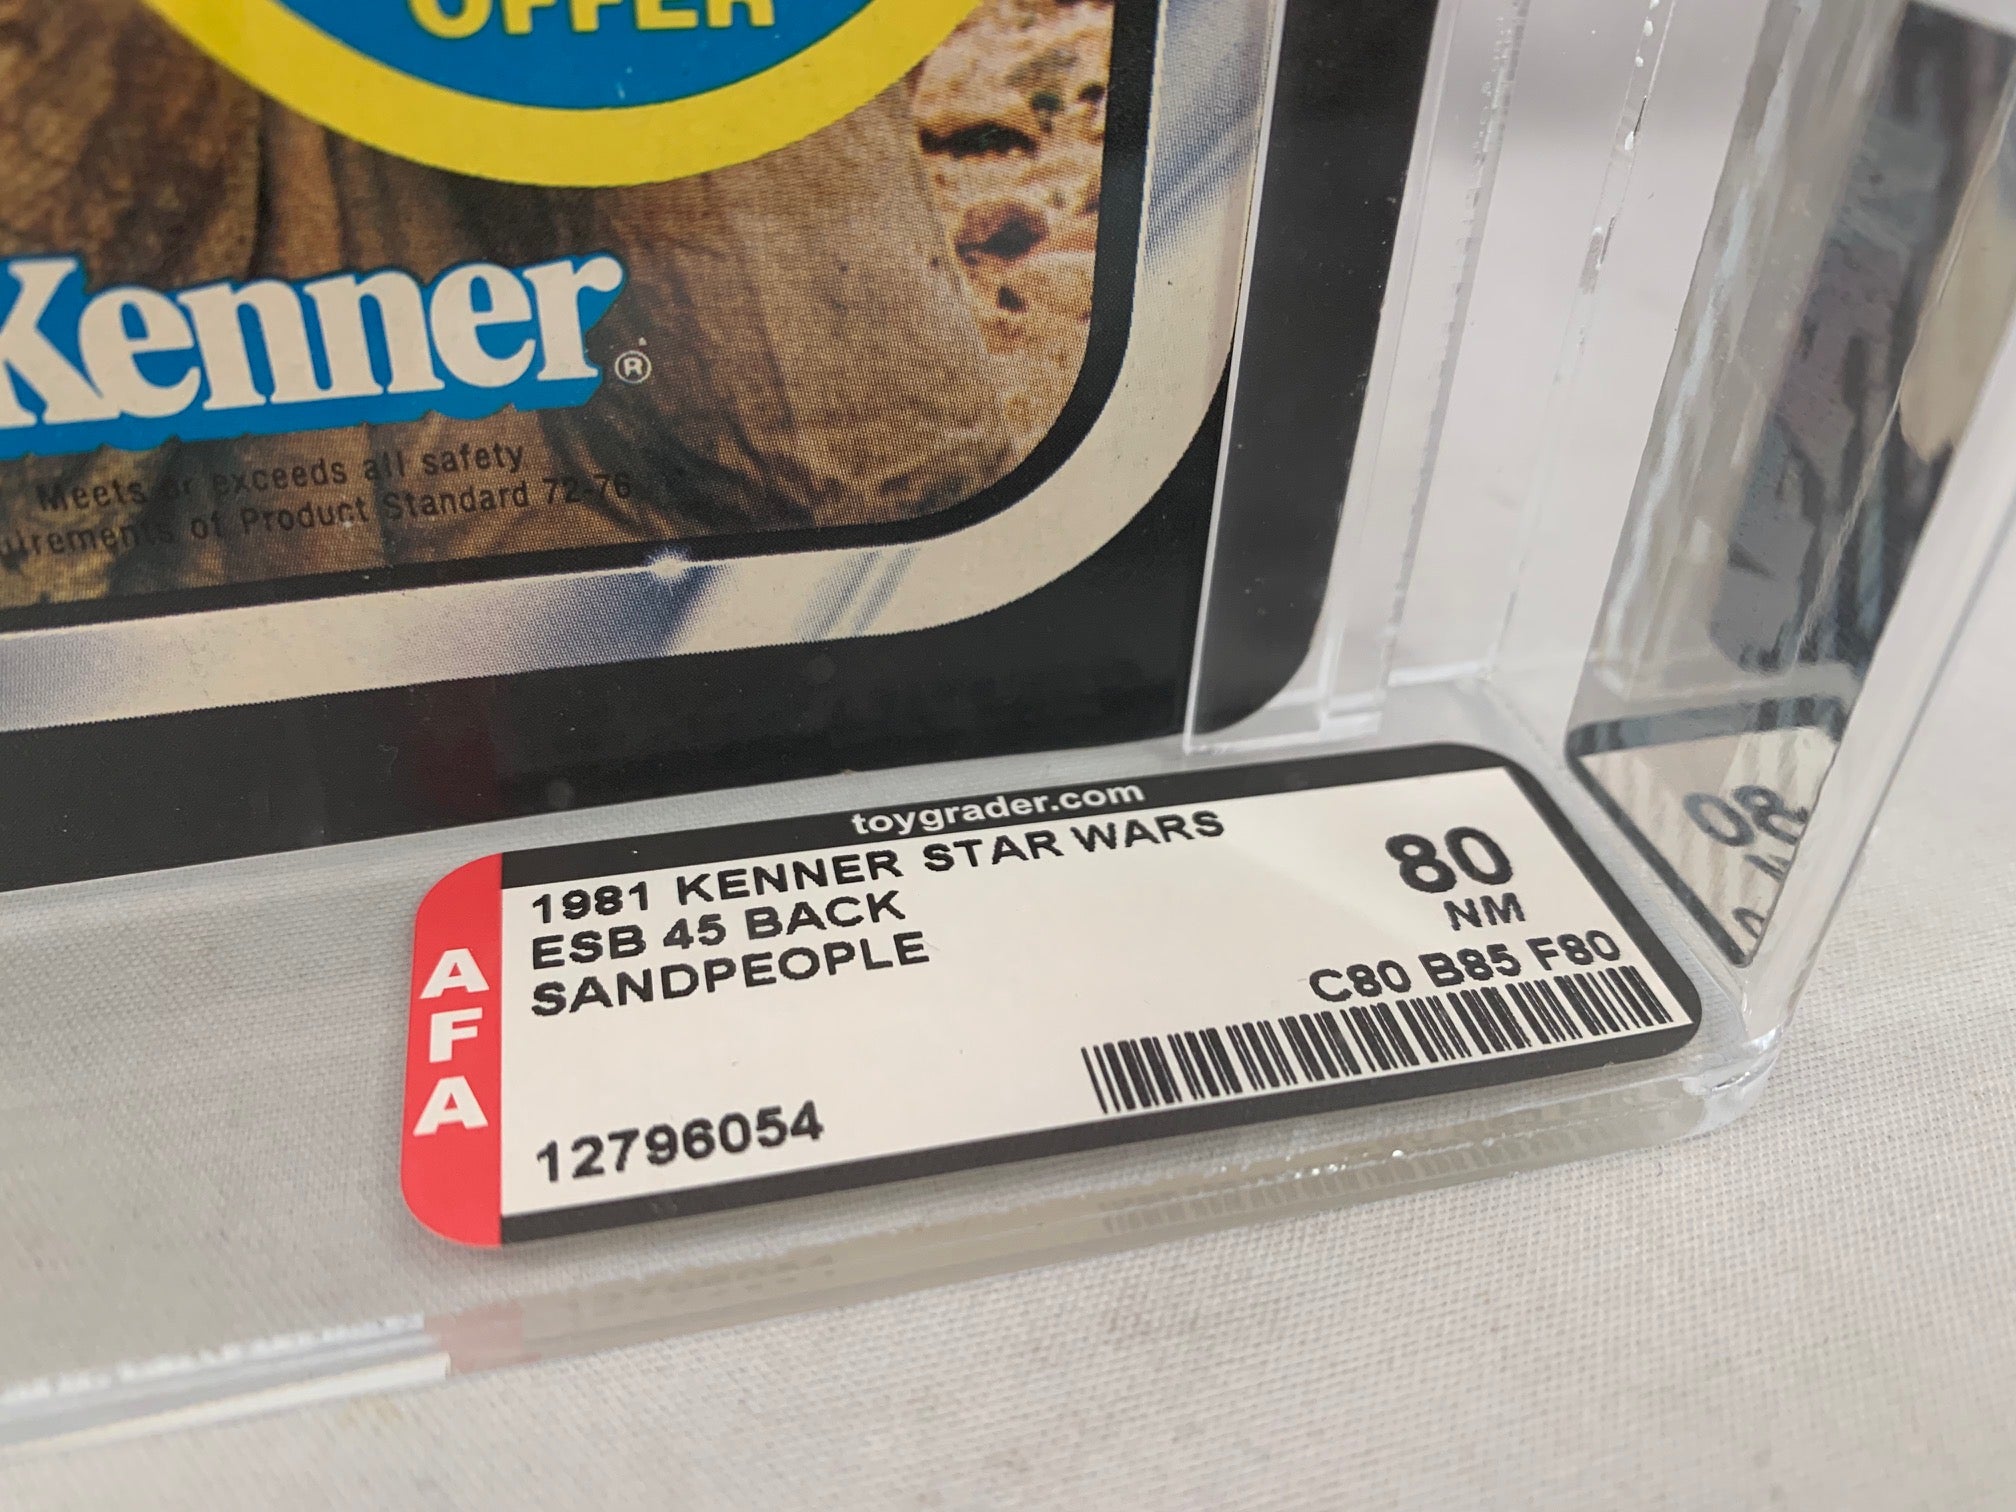 OFFER
Kenner®
Meets or exceeds all safety
of Product Standard 72-76
toygrader.com
1981 KENNER STAR WARS
ESB 45 BACK
SANDPEOPLE
80
NM
C80 B85 F80
AFA
12796054